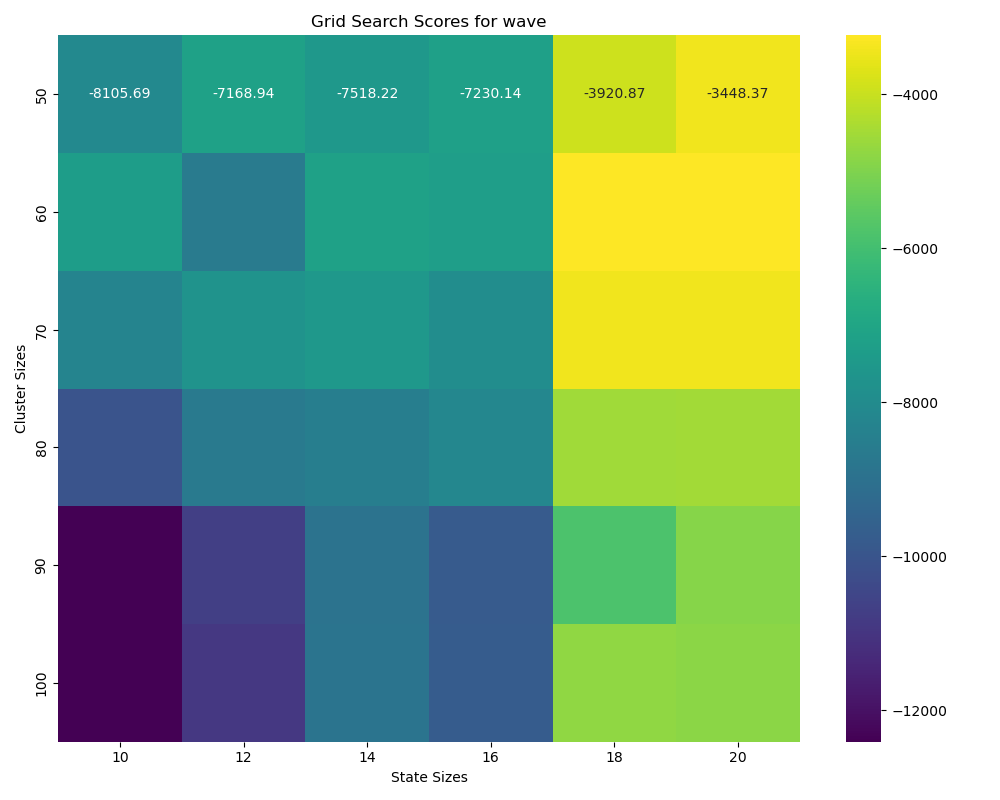 Grid Search Scores for wave
-8105.69 -7168.94 -7518.22 -7230.14 -3920.87 -3448.37
Cluster Sizes
50
60
70
80
90
100
10 12 14 16 18 20
State Sizes
−4000
−6000
−8000
−10000
−12000